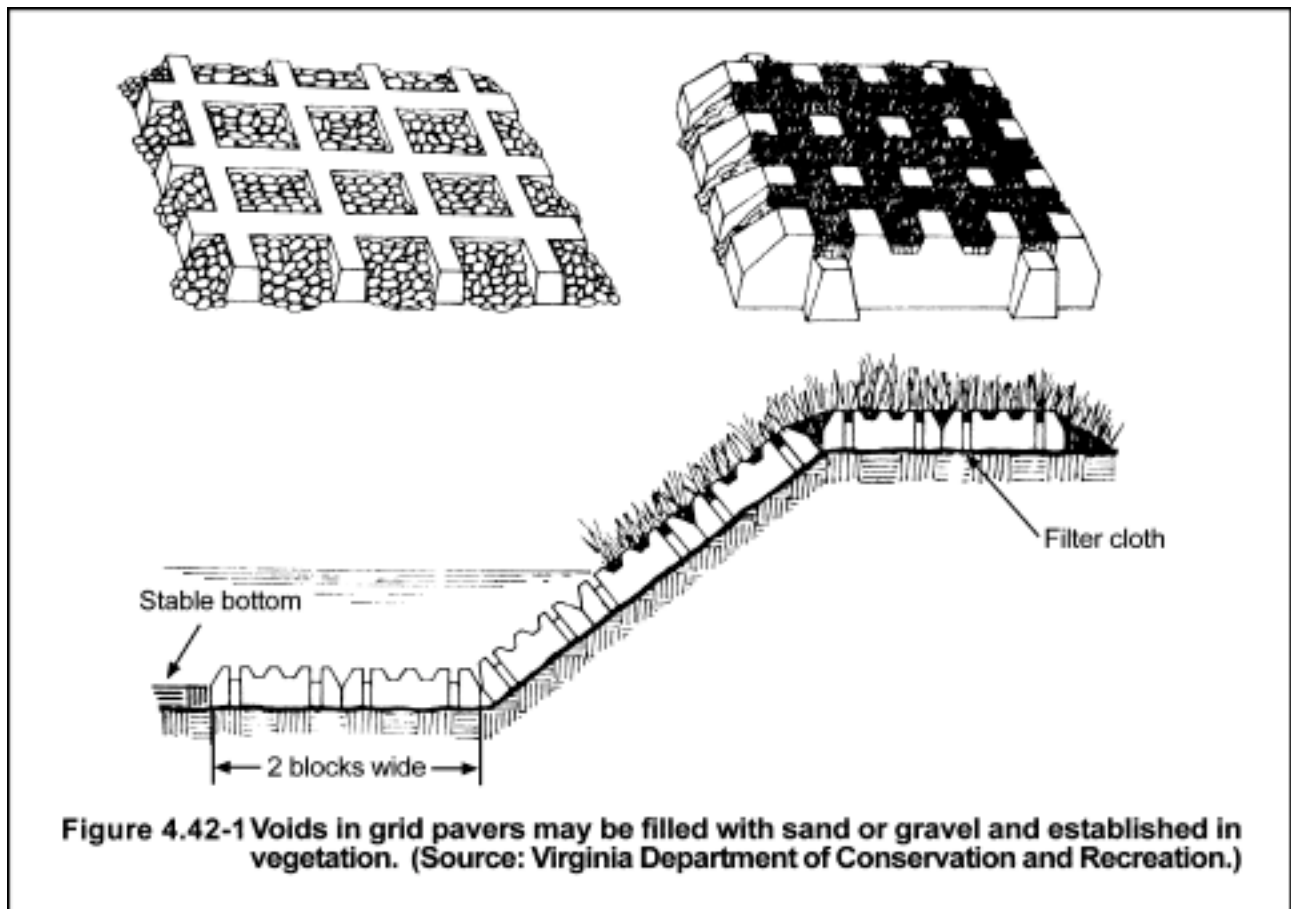 Filter cloth
Stable bottom
2 blocks wide
Figure 4.42-1 Voids in grid pavers may be filled with sand or gravel and established in
vegetation. (Source: Virginia Department of Conservation and Recreation.)